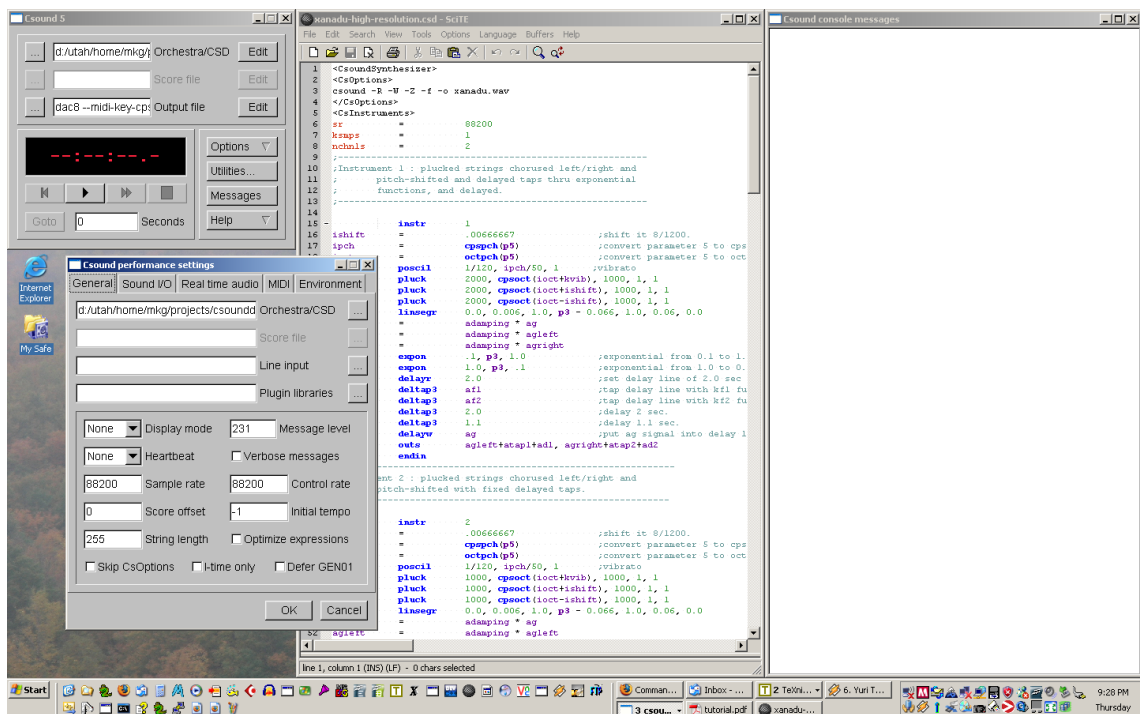 Csound 5
... d:/utah/home/mkg/p Orchestra/CSD Edit
... Score file Edit
... dac8 --midi-key-cps Output file Edit
--:--:--.-
Options
Utilities...
Messages
Help
Goto 0 Seconds
Internet Explorer
My Safe
Csound performance settings
General Sound I/O Real time audio MIDI Environment
d:/utah/home/mkg/projects/csoundd Orchestra/CSD ...
Score file ...
Line input ...
Plugin libraries ...
None Display mode 231 Message level
None Heartbeat Verbose messages
88200 Sample rate 88200 Control rate
0 Score offset -1 Initial tempo
255 String length Optimize expressions
Skip CsOptions I-time only Defer GEN01
OK Cancel
xanadu-high-resolution.csd - SciTE
File Edit Search View Tools Options Language Buffers Help
1 <CsoundSynthesizer>
2 <CsOptions>
3 csound -R -W -Z -f -o xanadu.wav
4 </CsOptions>
5 <CsInstruments>
6 sr = 88200
7 ksmps = 1
8 nchnls = 2
9 ;--------------------------------------------------------
10 ;Instrument 1 : plucked strings chorused left/right and
11 ; pitch-shifted and delayed taps thru exponential
12 ; functions, and delayed.
13 ;--------------------------------------------------------
14
15 instr 1
16 ishift = .00666667 ;shift it 8/1200.
17 ipch = cpspch(p5) ;convert parameter 5 to cps
= octpch(p5) ;convert parameter 5 to oct
poscil 1/120, ipch/50, 1 ;vibrato
pluck 2000, cpsoct(ioct+kvib), 1000, 1, 1
pluck 2000, cpsoct(ioct+ishift), 1000, 1, 1
pluck 2000, cpsoct(ioct-ishift), 1000, 1, 1
linsegr 0.0, 0.006, 1.0, p3 - 0.066, 1.0, 0.06, 0.0
= adamping * ag
= adamping * agleft
= adamping * agright
expon .1, p3, 1.0 ;exponential from 0.1 to 1.
expon 1.0, p3, .1 ;exponential from 1.0 to 0.
delayr 2.0 ;set delay line of 2.0 sec
deltap3 af1 ;tap delay line with kf1 fu
deltap3 af2 ;tap delay line with kf2 fu
deltap3 2.0 ;delay 2 sec.
deltap3 1.1 ;delay 1.1 sec.
delayw ag ;put ag signal into delay l
outs agleft+atap1+ad1, agright+atap2+ad2
endin
--------------------------------------------------------
ent 2 : plucked strings chorused left/right and
pitch-shifted with fixed delayed taps.
--------------------------------------------------------
instr 2
= .00666667 ;shift it 8/1200.
= cpspch(p5) ;convert parameter 5 to cps
= octpch(p5) ;convert parameter 5 to oct
poscil 1/120, ipch/50, 1 ;vibrato
pluck 1000, cpsoct(ioct+kvib), 1000, 1, 1
pluck 1000, cpsoct(ioct+ishift), 1000, 1, 1
pluck 1000, cpsoct(ioct-ishift), 1000, 1, 1
linsegr 0.0, 0.006, 1.0, p3 - 0.066, 1.0, 0.06, 0.0
= adamping * ag
52 agleft = adamping * agleft
line 1, column 1 (INS) (LF) - 0 chars selected
Csound console messages
Start
Comman... Inbox - ... 2 TeXni... 6. Yuri T...
3 csou... tutorial.pdf xanadu-...
9:28 PM
Thursday